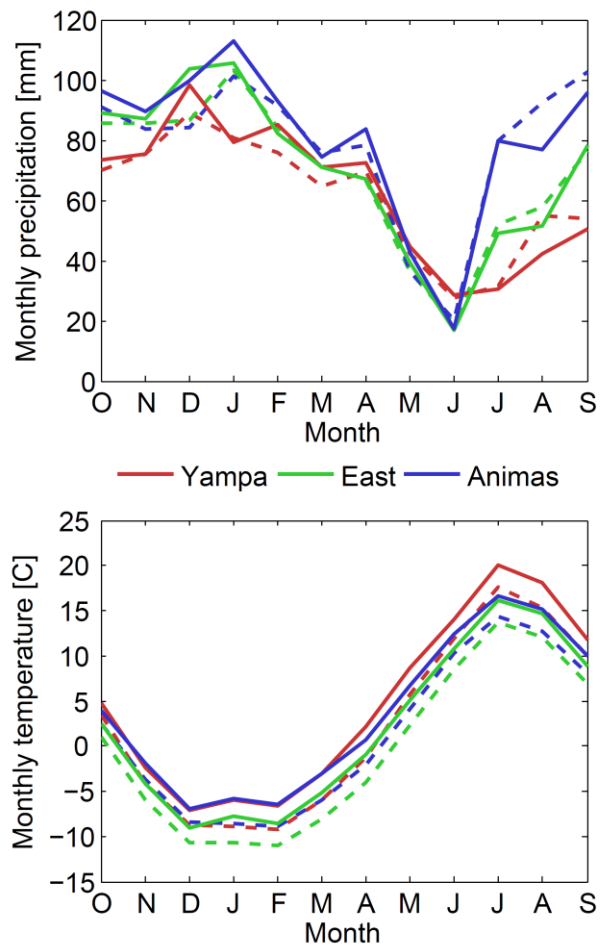 Monthly precipitation [mm]
120
100
80
60
40
20
0
O N D J F M A M J J A S
Month
Yampa East Animas
Monthly temperature [C]
25
20
15
10
5
0
−5
−10
−15
O N D J F M A M J J A S
Month